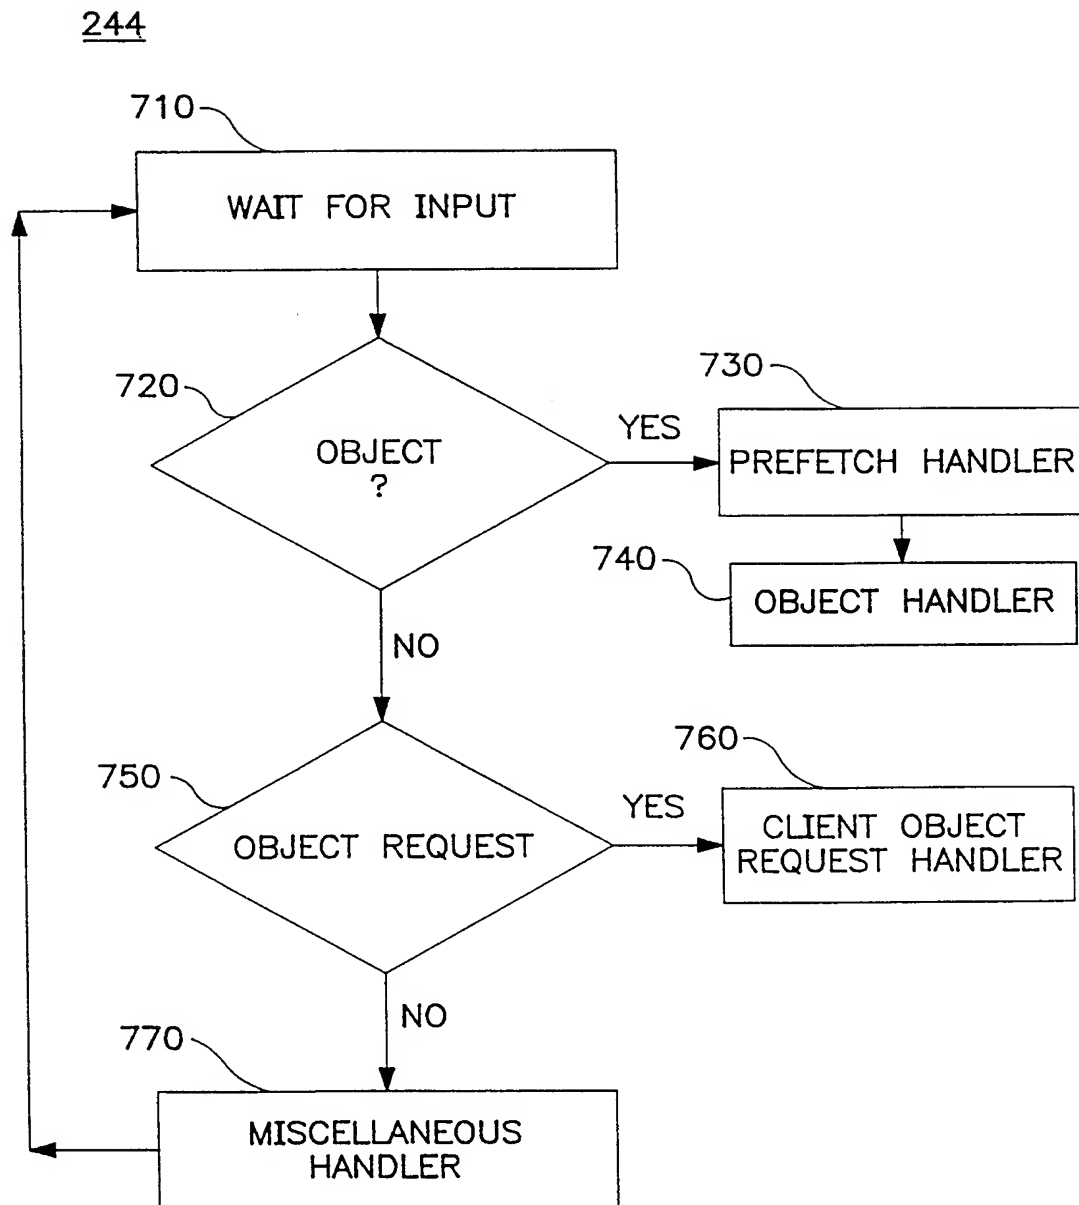 244
710
WAIT FOR INPUT
720
OBJECT
?
YES
730
PREFETCH HANDLER
740
OBJECT HANDLER
NO
750
OBJECT REQUEST
YES
760
CLIENT OBJECT
REQUEST HANDLER
NO
770
MISCELLANEOUS
HANDLER